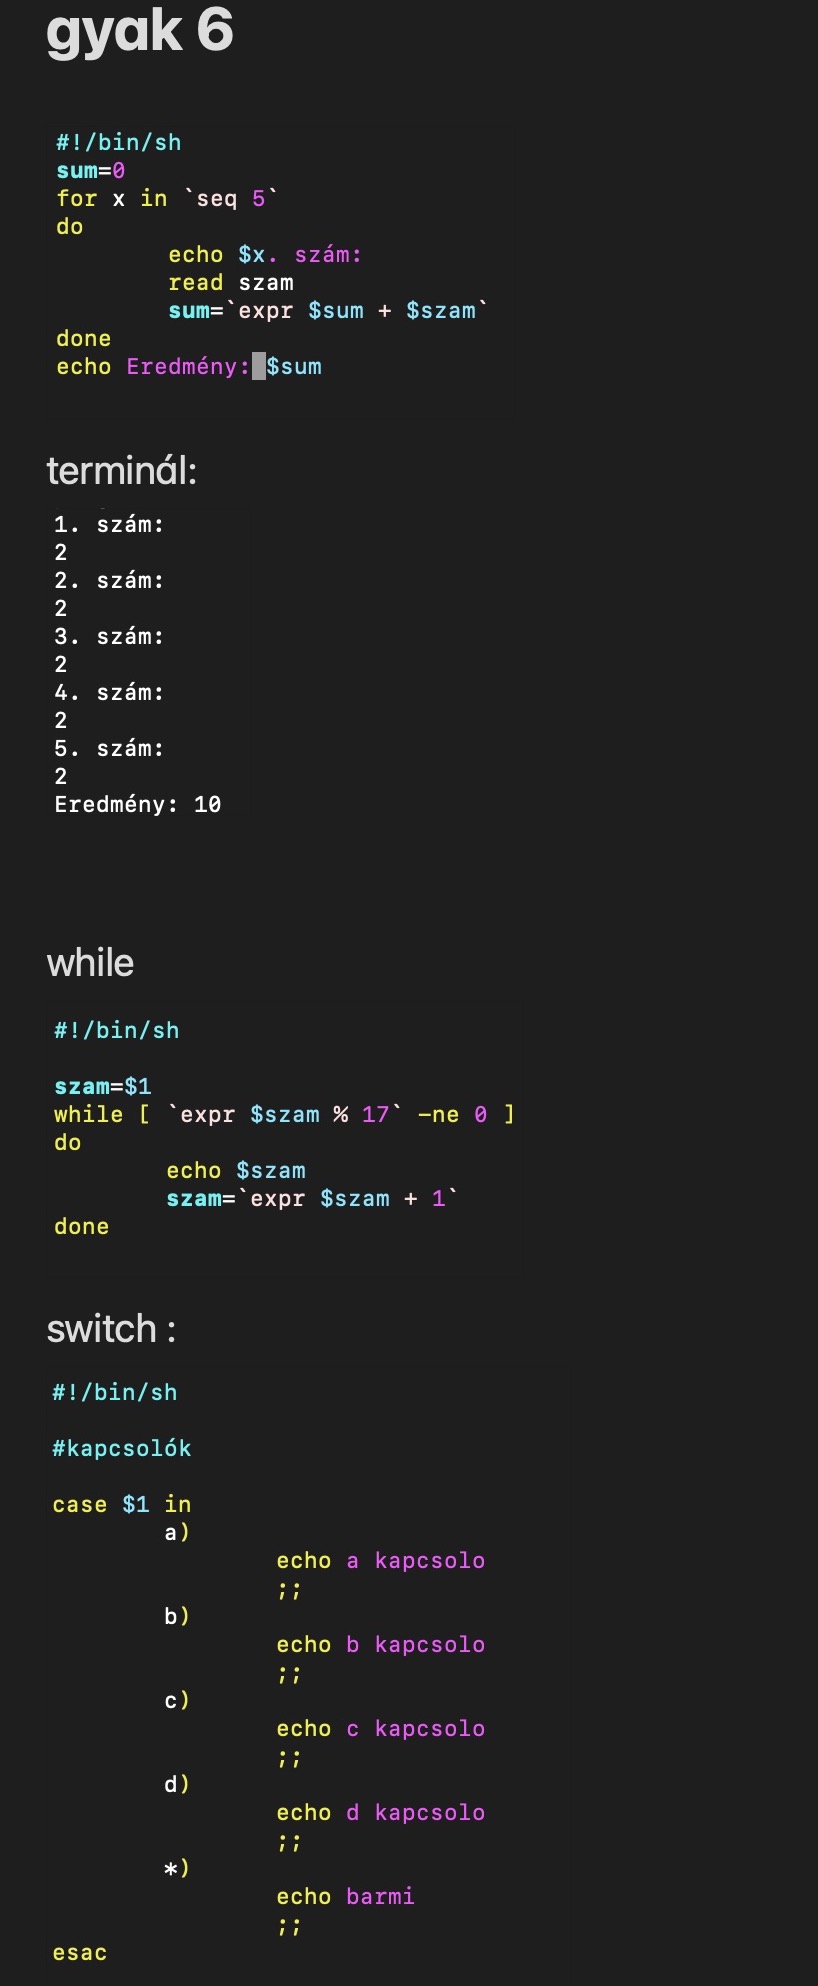 gyak 6
#!/bin/sh
sum=0
for x in `seq 5`
do
echo $x. szám:
read szam
sum=`expr $sum + $szam`
done
echo Eredmény: $sum
terminál:
1. szám:
2
2. szám:
2
3. szám:
2
4. szám:
2
5. szám:
2
Eredmény: 10
while
#!/bin/sh
szam=$1
while [ `expr $szam % 17` -ne 0 ]
do
echo $szam
szam=`expr $szam + 1`
done
switch :
#!/bin/sh
#kapcsolók
case $1 in
a)
echo a kapcsolo
;;
b)
echo b kapcsolo
;;
c)
echo c kapcsolo
;;
d)
echo d kapcsolo
;;
*)
echo barmi
;;
esac